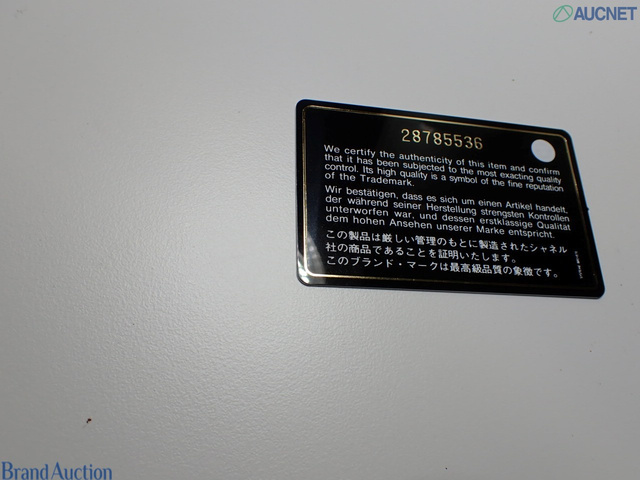 AUCNET
28785536
We certify the authenticity of this item and confirm
that it has been subjected to the most exacting quality
control. Its high quality is a symbol of the fine reputation
of the Trademark.
Wir bestätigen, dass es sich um einen Artikel handelt,
der während seiner Herstellung strengsten Kontrollen
unterworfen war, und dessen erstklassige Qualität
dem hohen Ansehen unserer Marke entspricht.
この製品は厳しい管理のもとに製造されたシャネル
社の商品であることを証明いたします。
このブランド・マークは最高級品質の象徴です。
Brand Auction